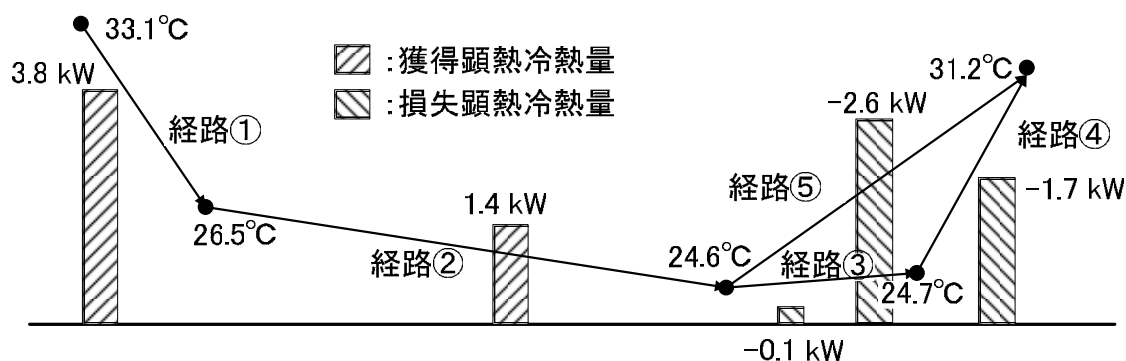 33.1℃
:獲得顕熱冷熱量
31.2℃
3.8 kW
:損失顕熱冷熱量
-2.6 kW
経路①
経路④
経路⑤
-1.7 kW
1.4 kW
26.5℃
経路②
24.6℃
経路③
24.7℃
-0.1 kW